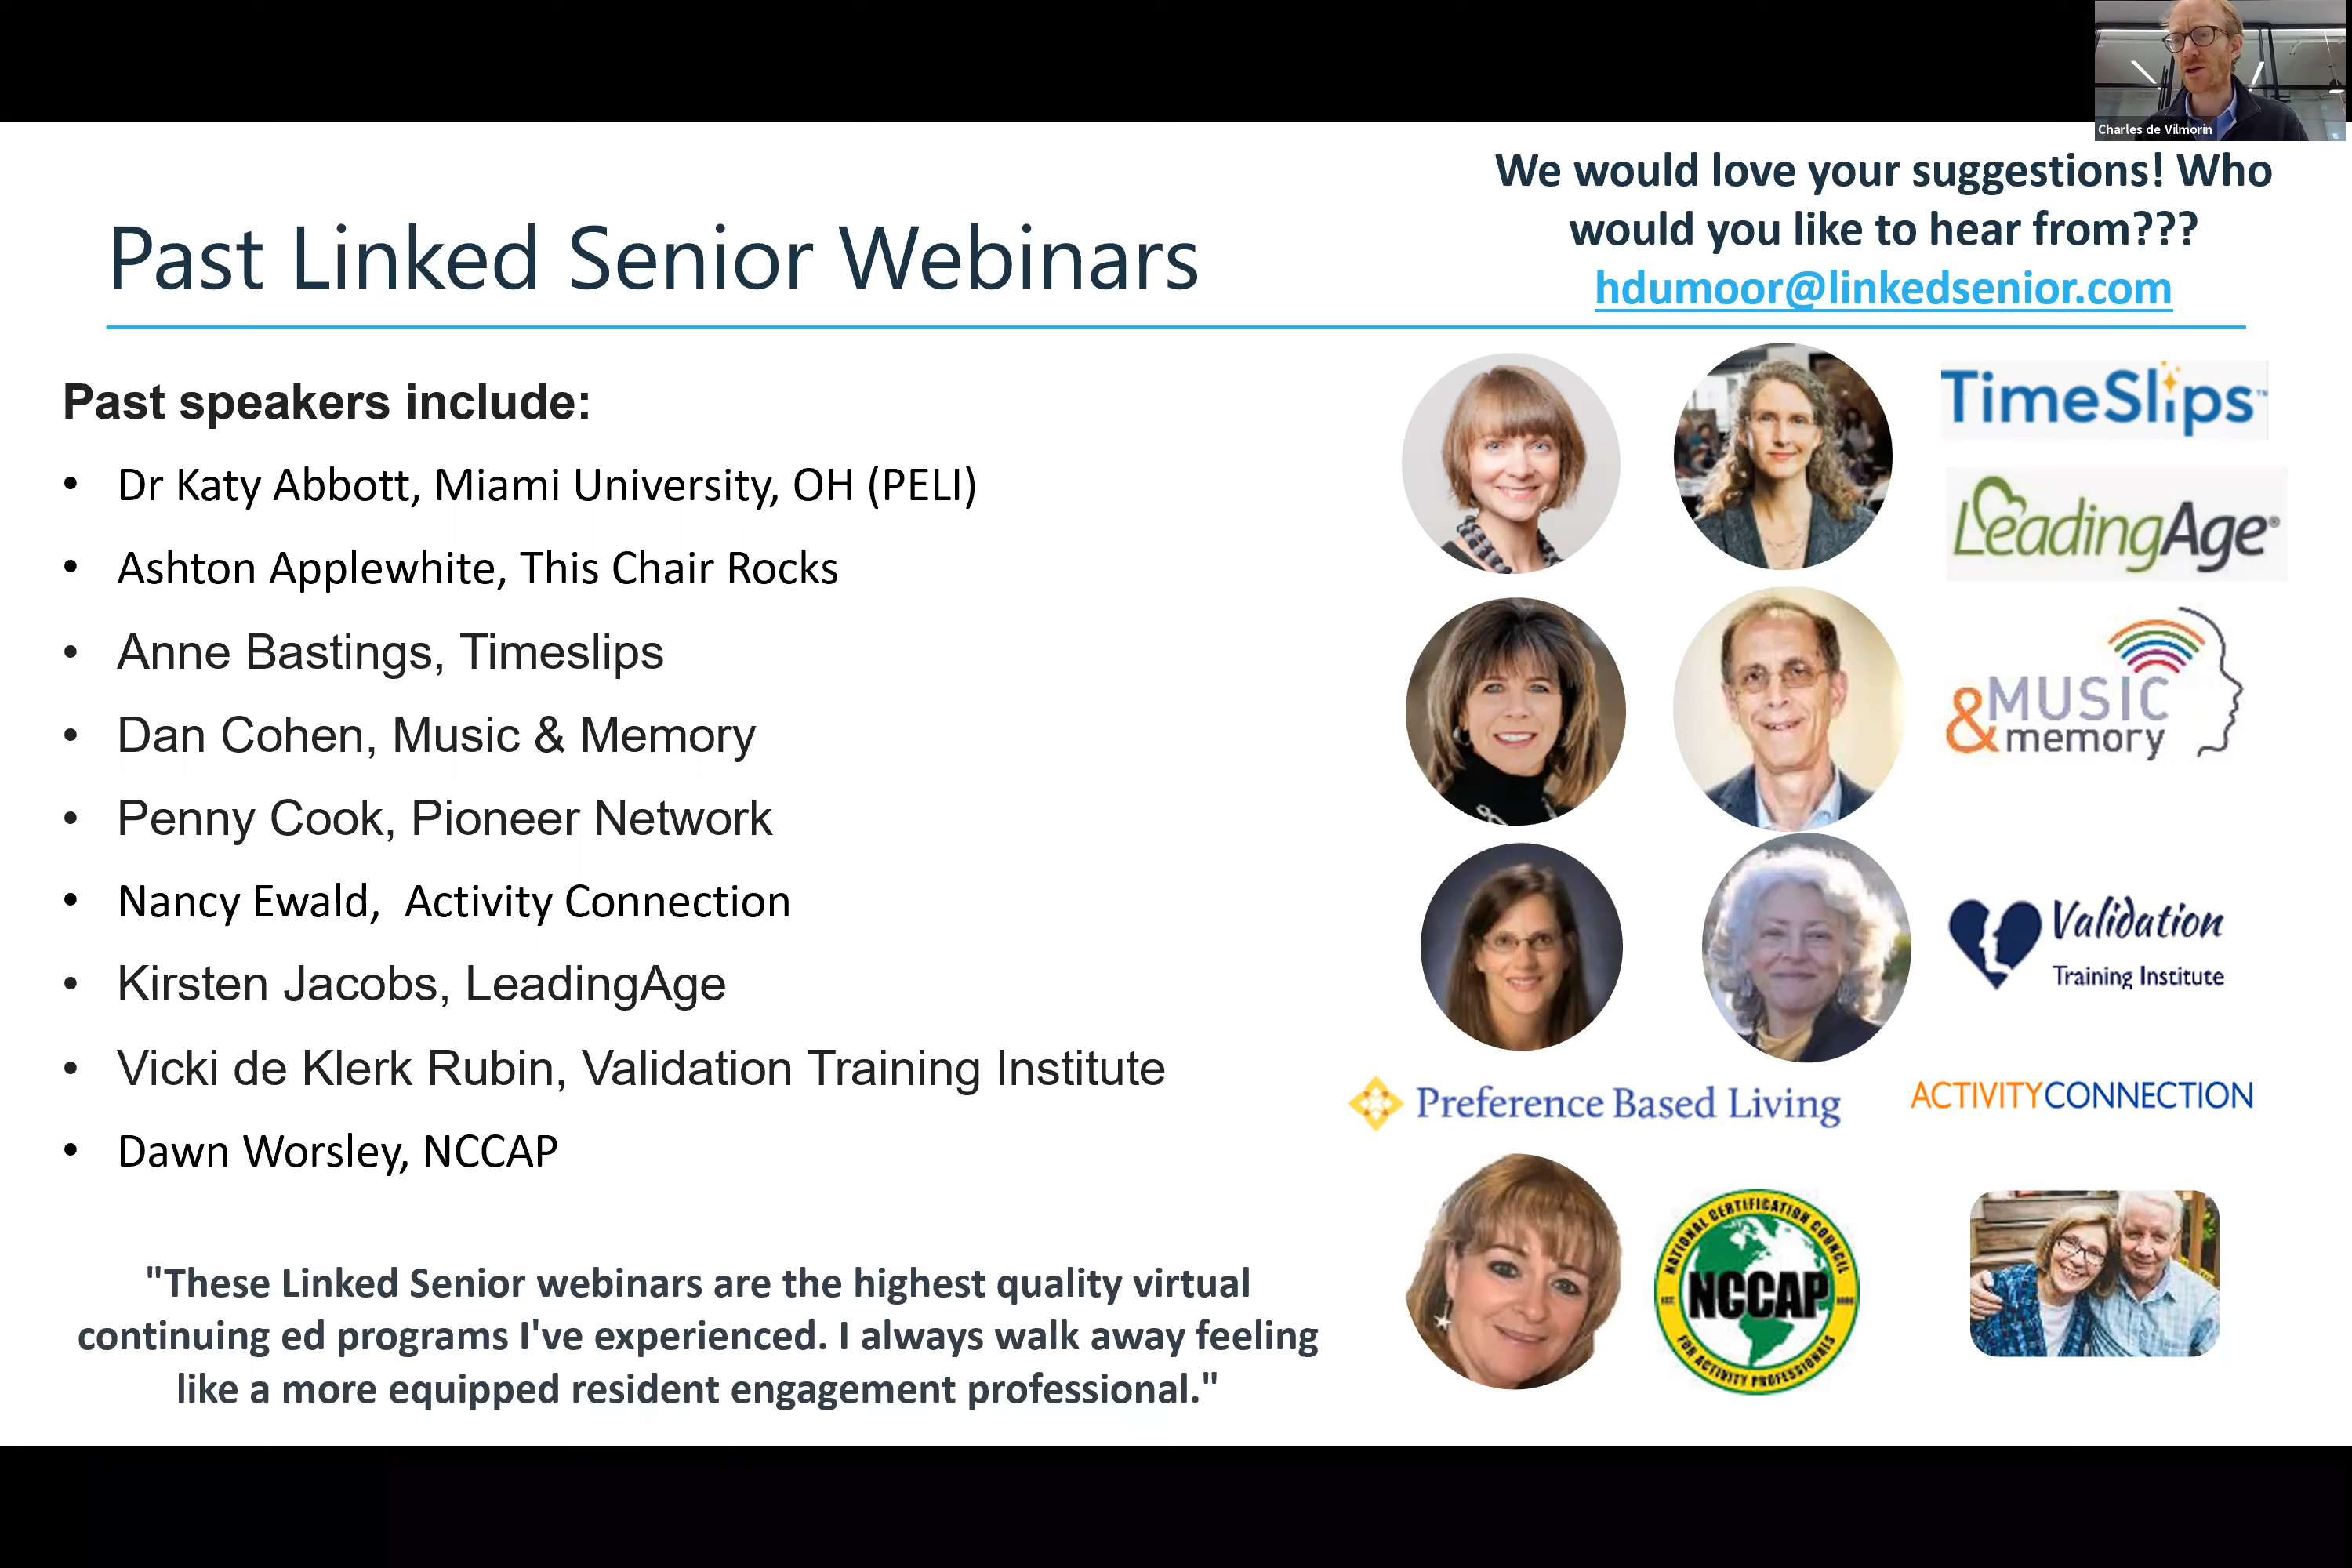 Charles de Vilmorin
We would love your suggestions! Who
would you like to hear from???
hdumoor@linkedsenior.com
Past Linked Senior Webinars
Past speakers include:
• Dr Katy Abbott, Miami University, OH (PELI)
• Ashton Applewhite, This Chair Rocks
• Anne Bastings, Timeslips
• Dan Cohen, Music & Memory
• Penny Cook, Pioneer Network
• Nancy Ewald, Activity Connection
• Kirsten Jacobs, LeadingAge
• Vicki de Klerk Rubin, Validation Training Institute
• Dawn Worsley, NCCAP
"These Linked Senior webinars are the highest quality virtual
continuing ed programs I've experienced. I always walk away feeling
like a more equipped resident engagement professional."
TimeSlips™
LeadingAge®
MUSIC
& memory
Validation
Training Institute
Preference Based Living
ACTIVITYCONNECTION
NATIONAL CERTIFICATION COUNCIL
NCCAP
FOR ACTIVITY PROFESSIONALS